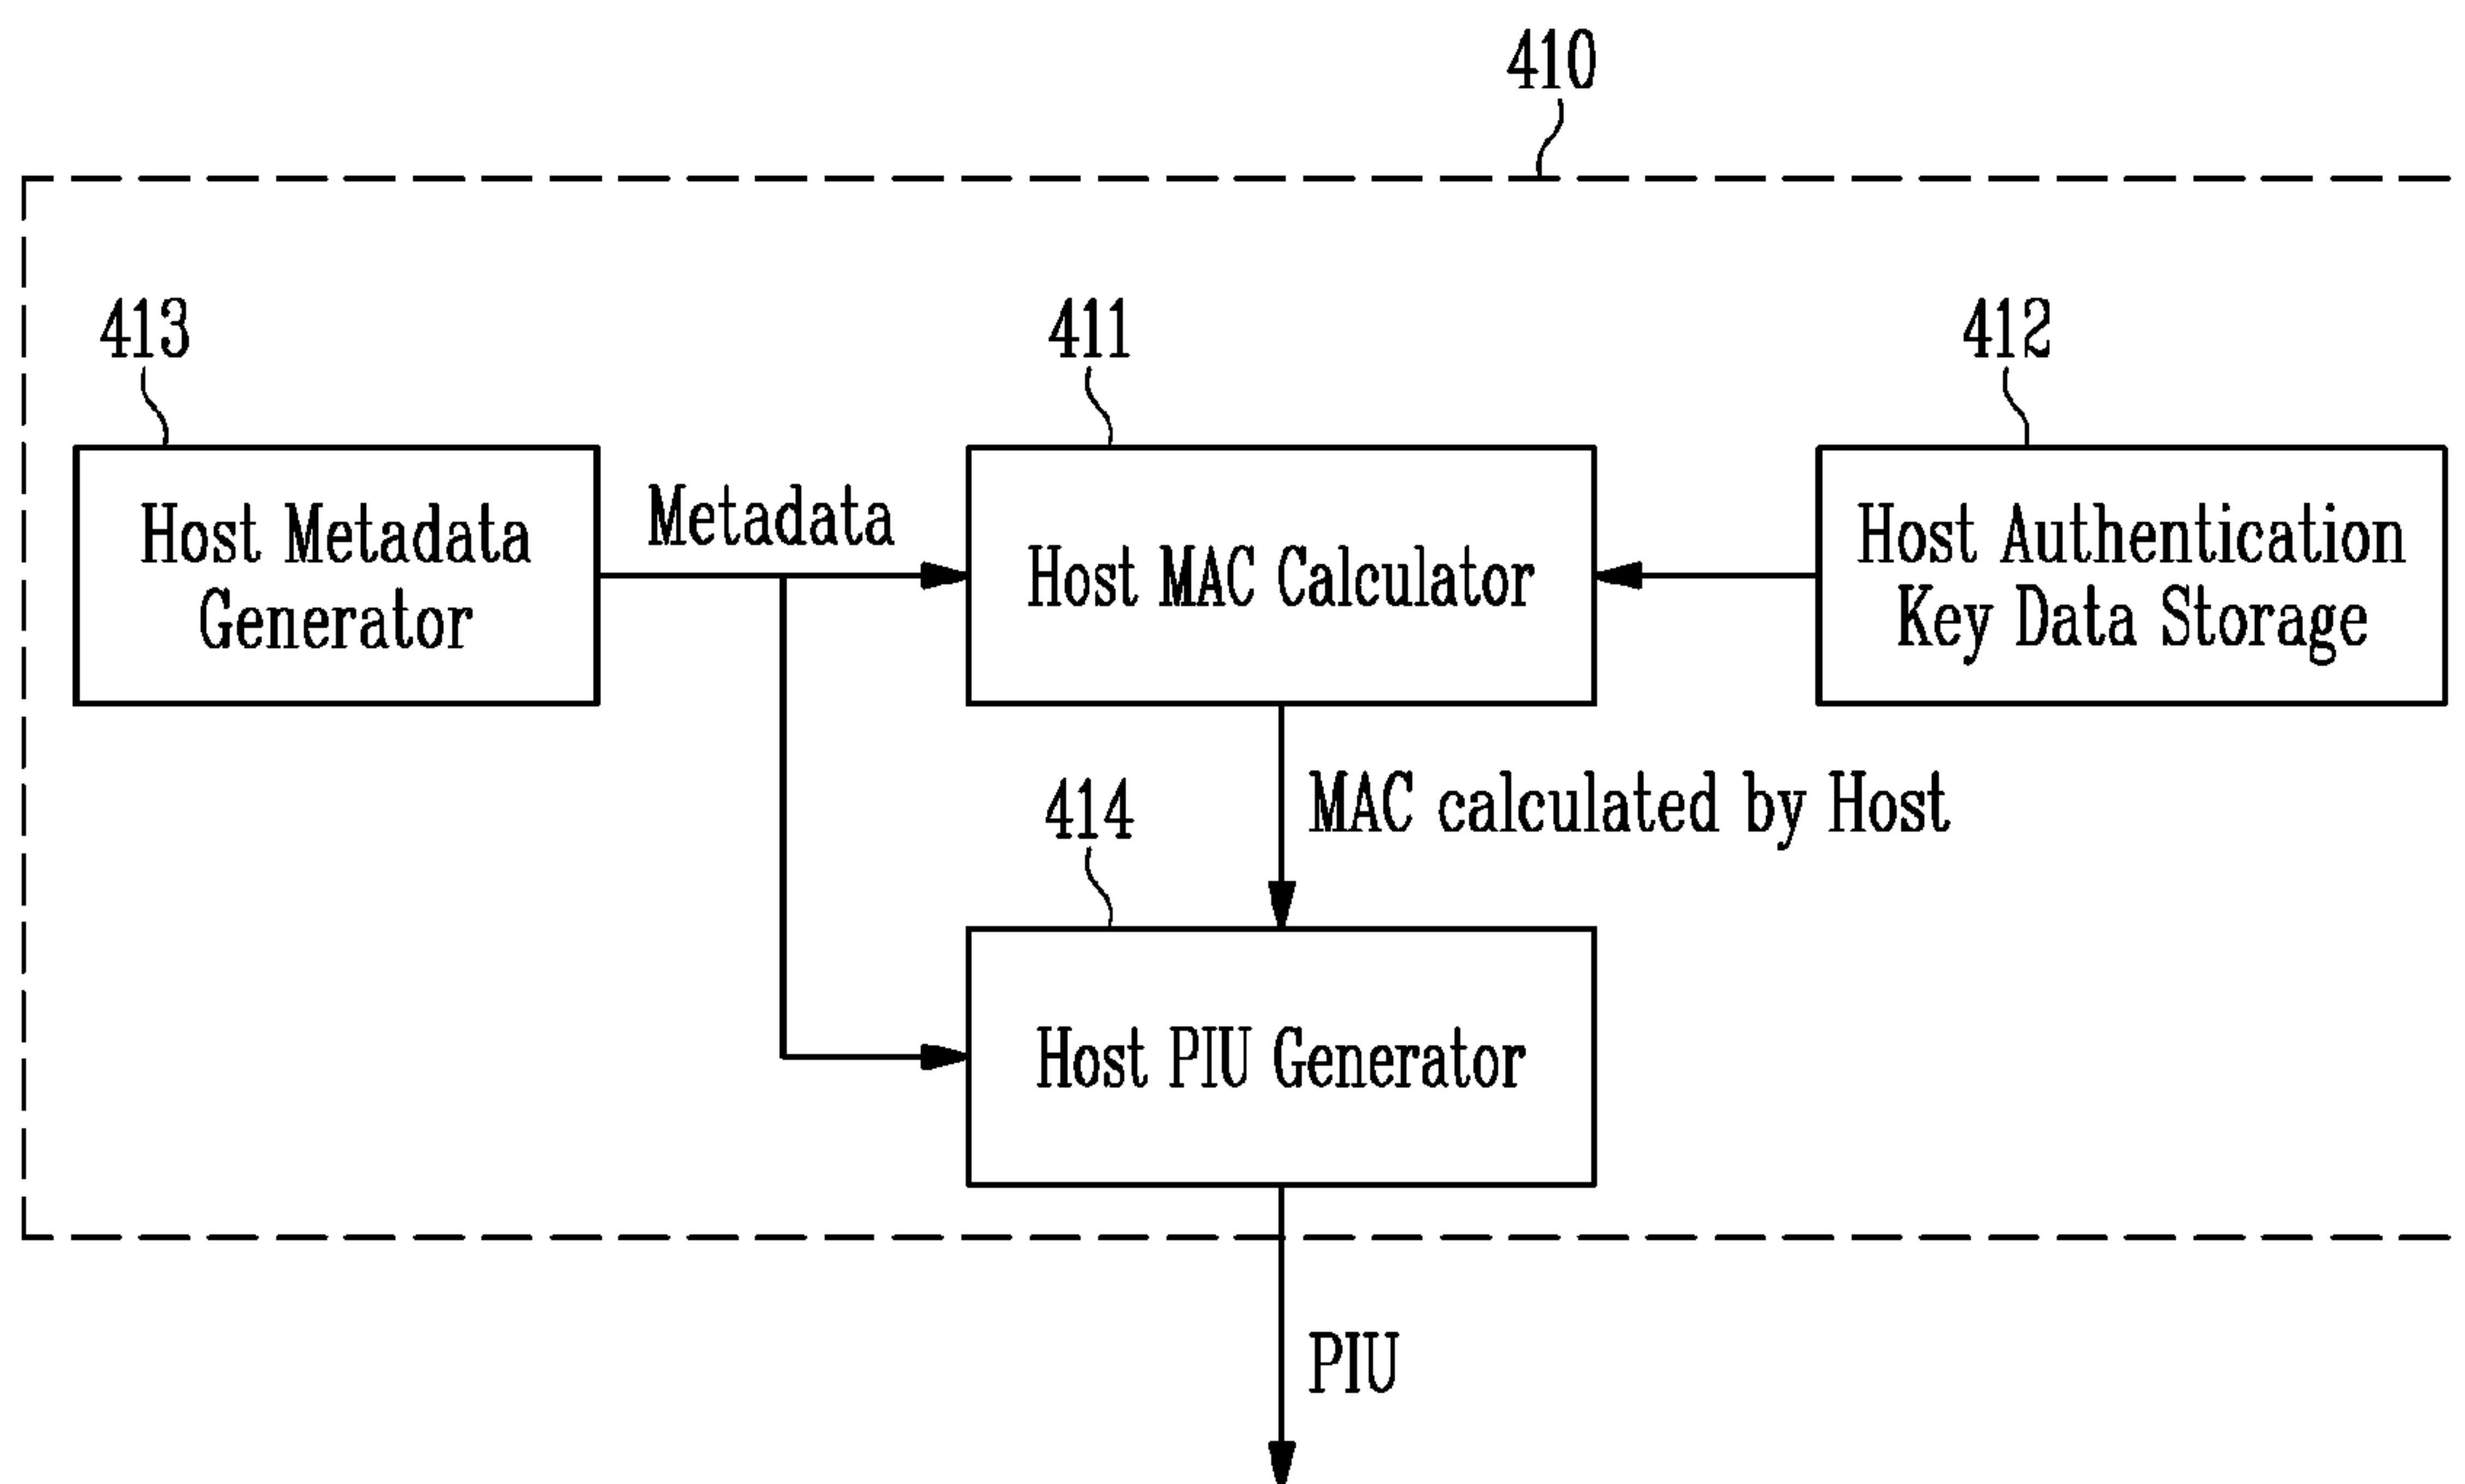 410
413
411
412
Host Metadata
Generator
Metadata
Host MAC Calculator
Host Authentication
Key Data Storage
414
MAC calculated by Host
Host PIU Generator
PIU